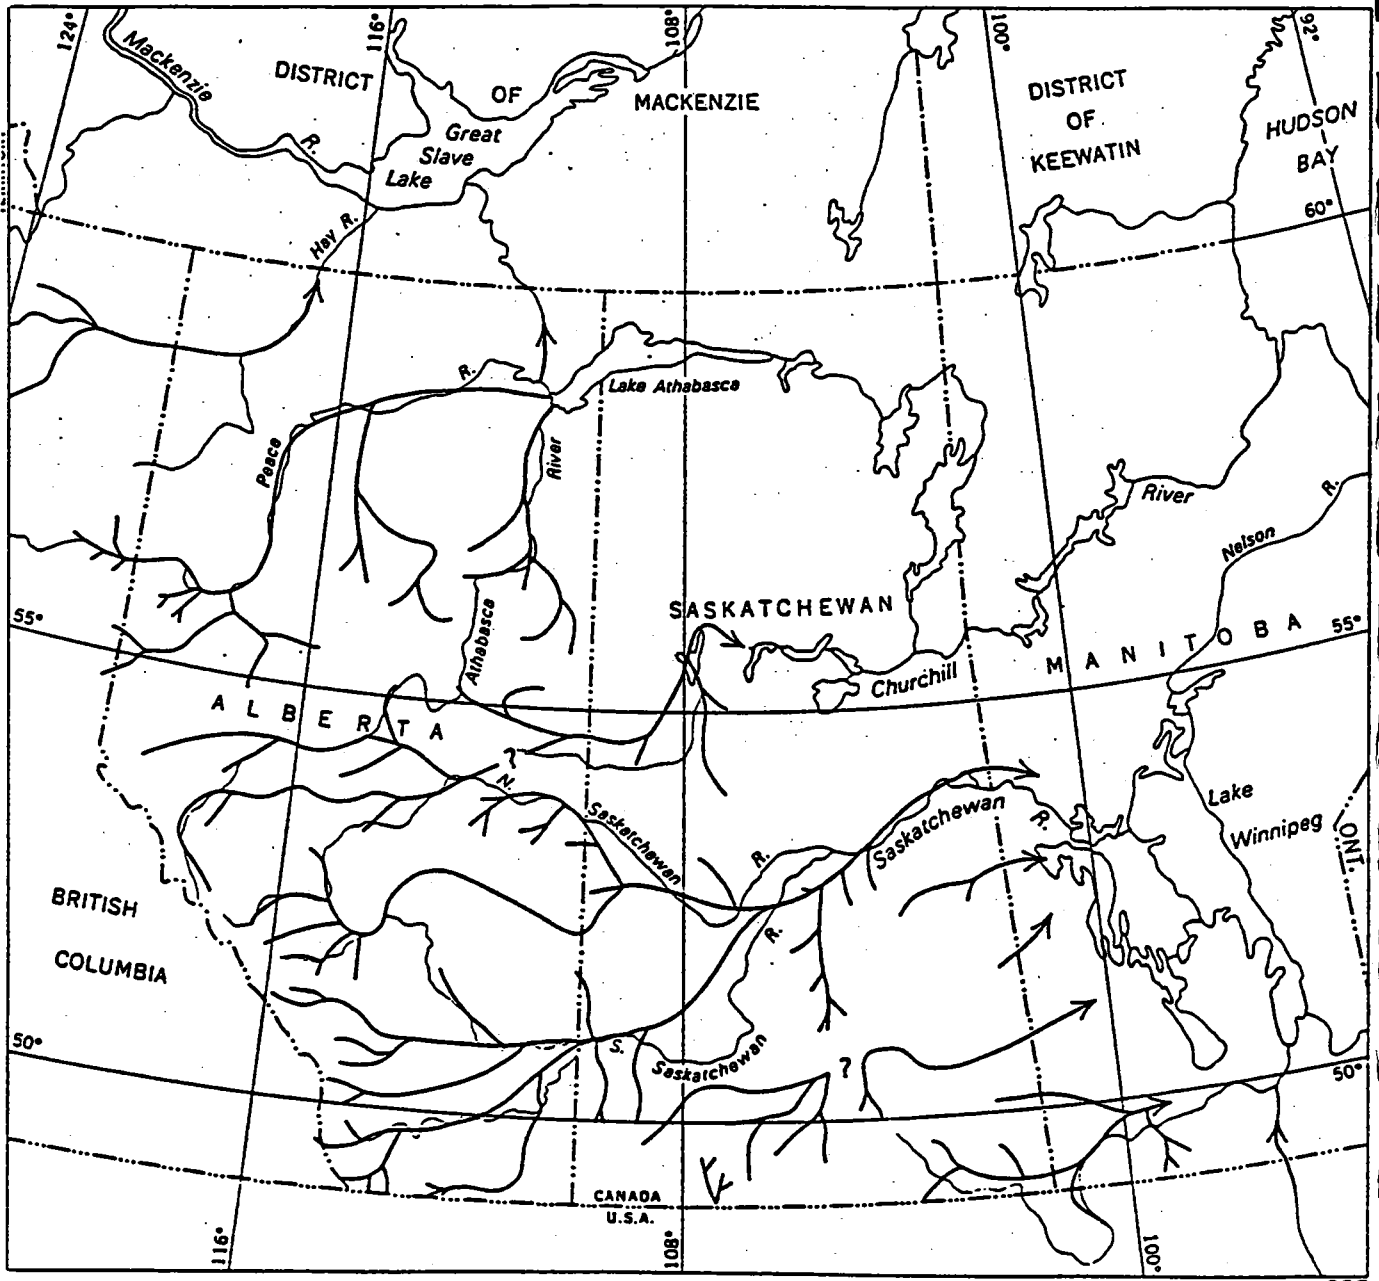 124°
116°
108°
100°
92°
Mackenzie
R.
DISTRICT
OF
MACKENZIE
DISTRICT
OF
KEEWATIN
HUDSON
BAY
Great
Slave
Lake
Hay R.
60°
R.
Lake Athabasca
Peace
River
River
Nelson
R.
55°
SASKATCHEWAN
Athabasca
Churchill
MANITOBA
55°
ALBERTA
?
N.
Saskatchewan
R.
Saskatchewan
R.
Lake
Winnipeg
ONT.
BRITISH
COLUMBIA
R.
50°
S.
Saskatchewan
?
50°
CANADA
U.S.A.
116°
108°
100°